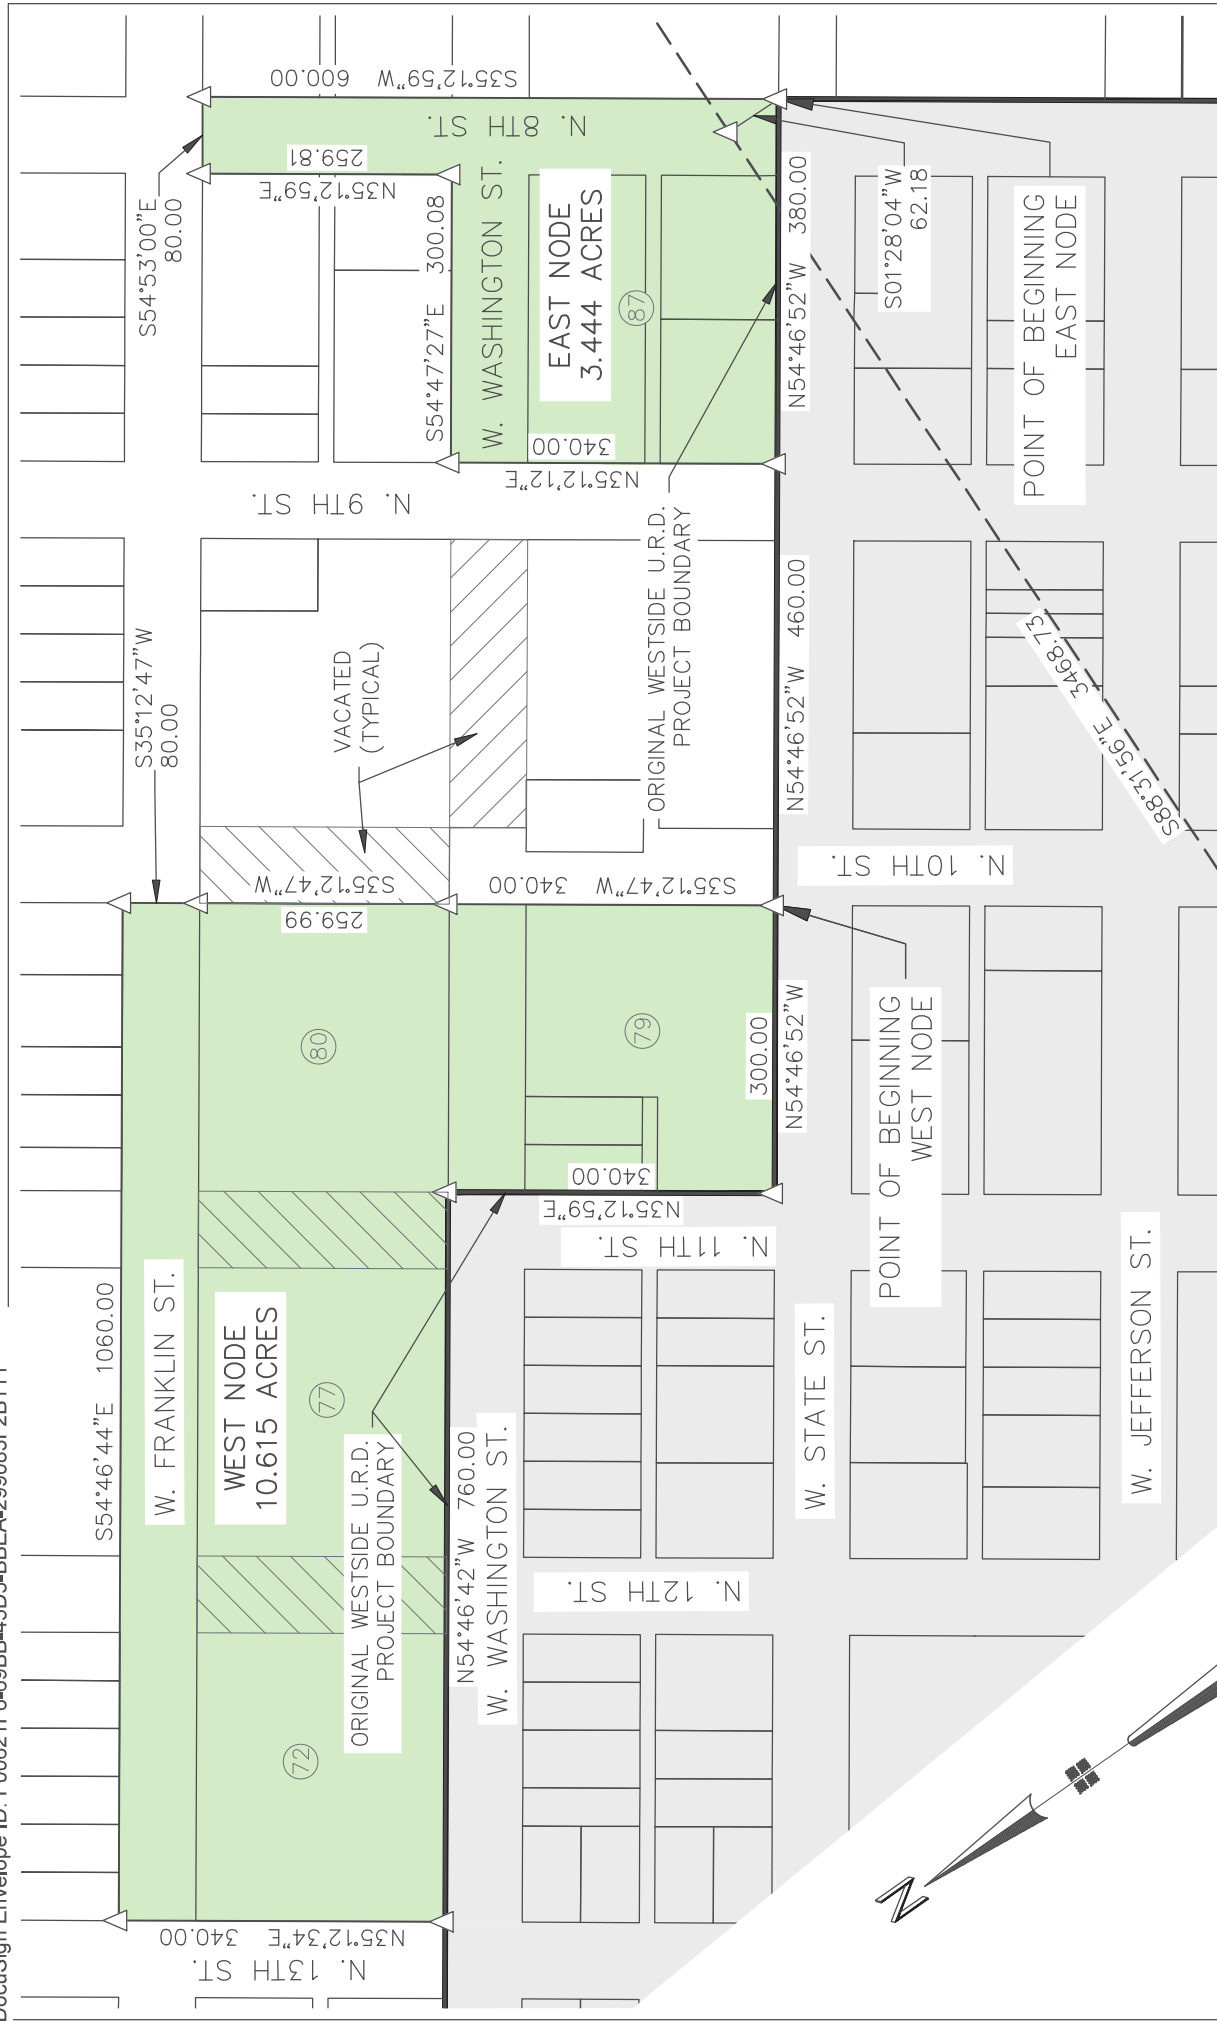 S35°12'59"W 600.00
N. 8TH ST.
S54°53'00"E
80.00
259.81
N35°12'59"E
W. WASHINGTON ST.
S54°47'27"E 300.08
EAST NODE
3.444 ACRES
87
340.00
N35°12'12"E
N54°46'52"W 380.00
S01°28'04"W
62.18
POINT OF BEGINNING
EAST NODE
N. 9TH ST.
ORIGINAL WESTSIDE U.R.D.
PROJECT BOUNDARY
VACATED
(TYPICAL)
S35°12'47"W
80.00
N54°46'52"W 460.00
S88°31'56"E 3468.73
N. 10TH ST.
S35°12'47"W
259.99
S35°12'47"W 340.00
80
79
300.00
N54°46'52"W
POINT OF BEGINNING
WEST NODE
340.00
N35°12'59"E
N. 11TH ST.
S54°46'44"E 1060.00
W. FRANKLIN ST.
WEST NODE
10.615 ACRES
77
ORIGINAL WESTSIDE U.R.D.
PROJECT BOUNDARY
N54°46'42"W 760.00
W. WASHINGTON ST.
W. STATE ST.
W. JEFFERSON ST.
N. 12TH ST.
72
N35°12'34"E 340.00
N. 13TH ST.
N
DocuSign Envelope ID: